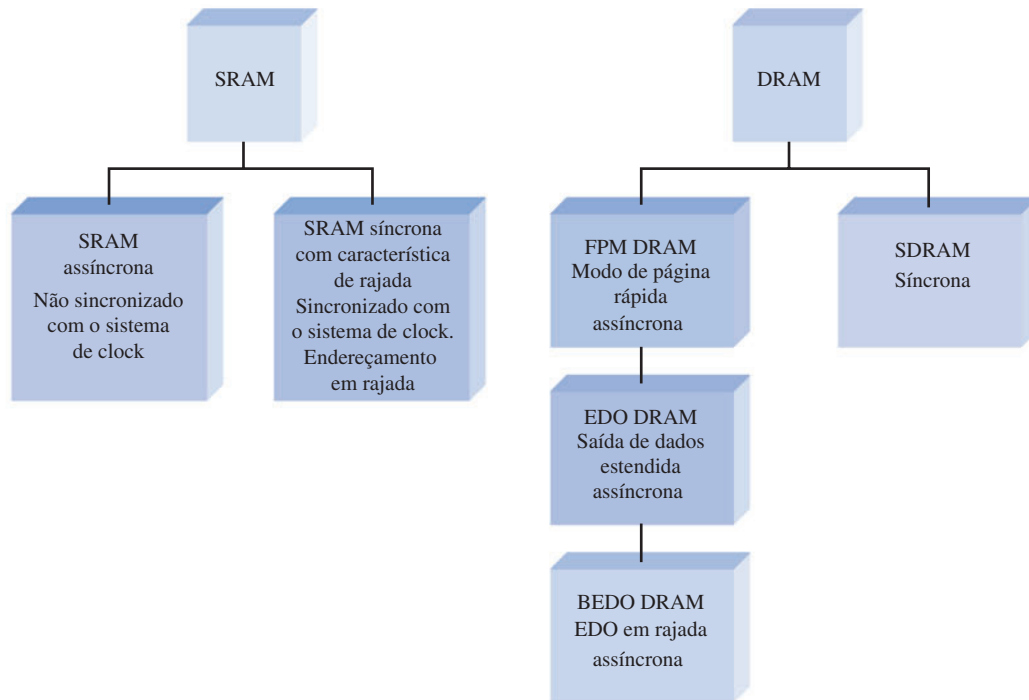 SRAM
DRAM
SRAM
assíncrona
Não sincronizado
com o sistema
de clock
SRAM síncrona
com característica
de rajada
Sincronizado com
o sistema de clock.
Endereçamento
em rajada
FPM DRAM
Modo de página
rápida
assíncrona
SDRAM
Síncrona
EDO DRAM
Saída de dados
estendida
assíncrona
BEDO DRAM
EDO em rajada
assíncrona